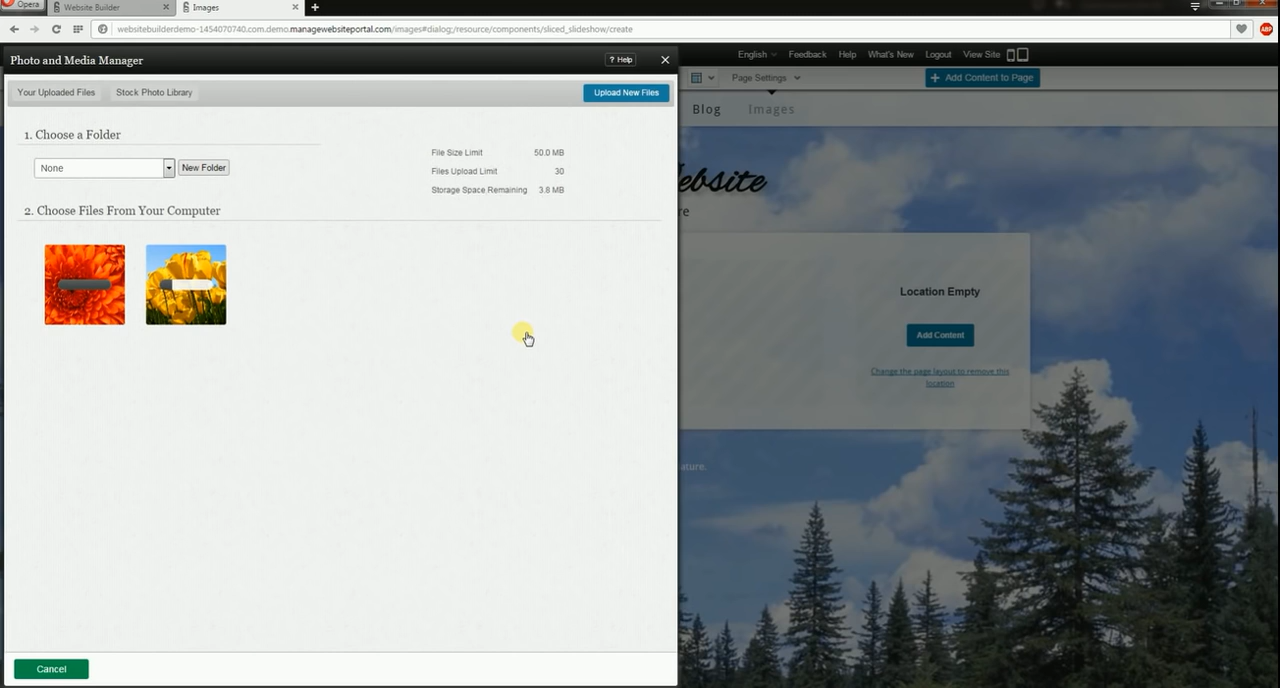 Opera
Website Builder
Images
websitebuilderdemo-1454070740.com.demo.managewebsiteportal.com/images#dialog;/resource/components/sliced_slideshow/create
ABP
Photo and Media Manager
? Help
English
Feedback
Help
What's New
Logout
View Site
Your Uploaded Files
Stock Photo Library
Upload New Files
Page Settings
+ Add Content to Page
Blog
Images
1. Choose a Folder
None
New Folder
File Size Limit 50.0 MB
Files Upload Limit 30
Storage Space Remaining 3.8 MB
2. Choose Files From Your Computer
ebsite
re
Location Empty
Add Content
Change the page layout to remove this
location
ature.
Cancel